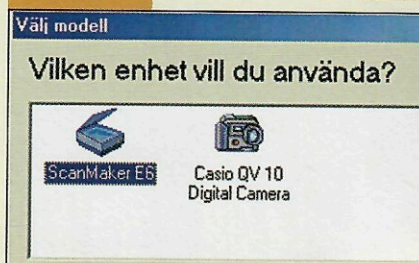 Välj modell
Vilken enhet vill du använda?
ScanMaker E6
Casio QV 10
Digital Camera